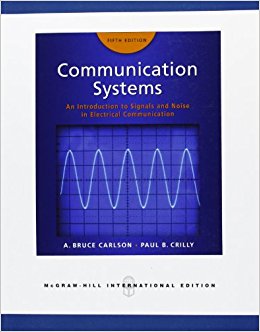 FIFTH EDITION
Communication
Systems
An Introduction to Signals and Noise
in Electrical Communication
A. BRUCE CARLSON • PAUL B. CRILLY
McGRAW-HILL INTERNATIONAL EDITION